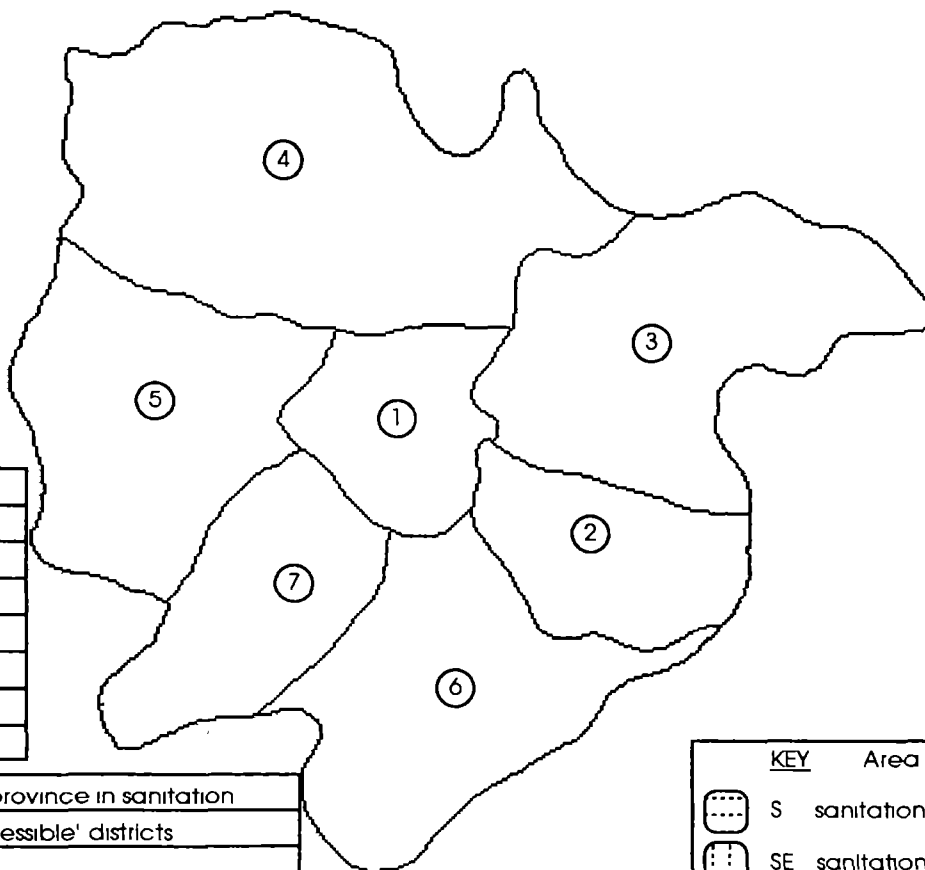 4
3
5
1
2
7
6
province in sanitation
essible' districts
KEY Area
S sanitation
SE sanitation